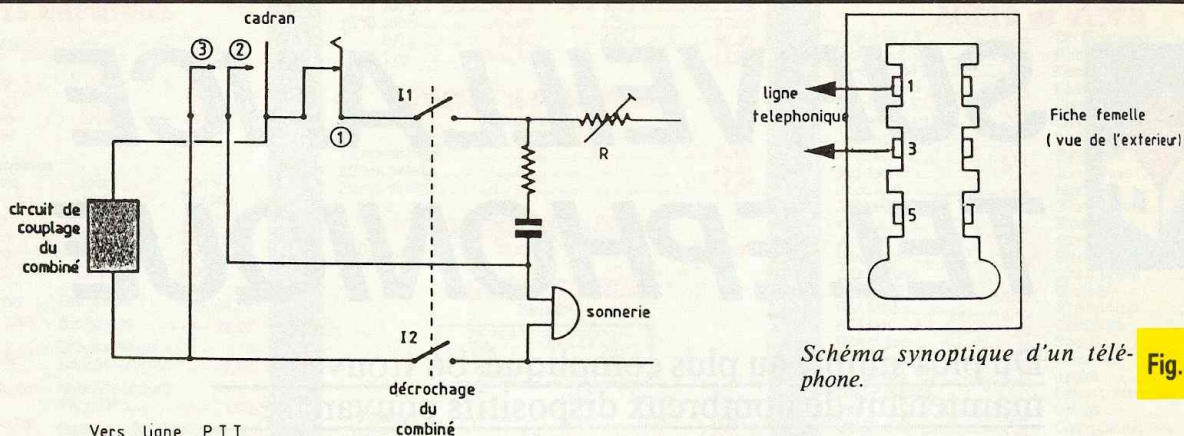 cadran
③ ②
①
I1
R
circuit de
couplage
du
combiné
sonnerie
I2
décrochage
du
combiné
Vers ligne PTT
ligne
telephonique
1
3
5
Fiche femelle
( vue de l'exterieur)
Schéma synoptique d'un télé-
phone.
Fig.